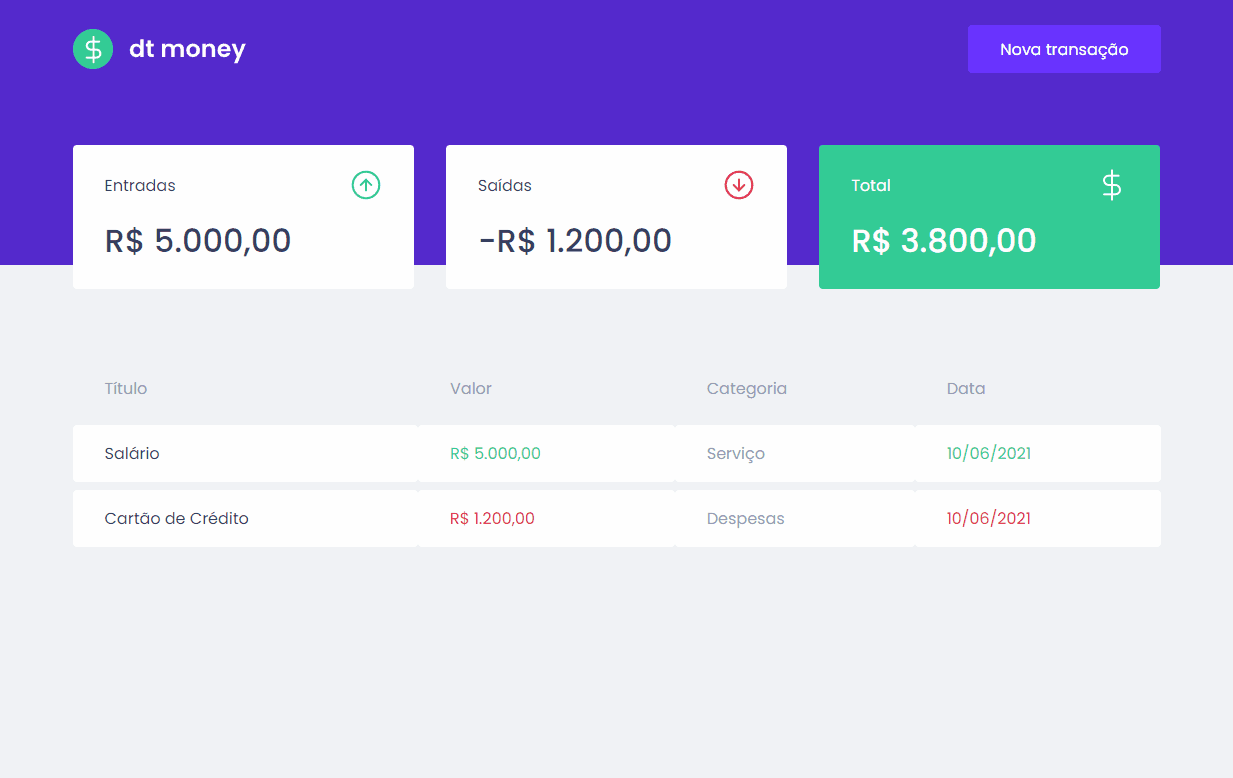 dt money
Nova transação
Entradas
R$ 5.000,00
Saídas
-R$ 1.200,00
Total
R$ 3.800,00
Título Valor Categoria Data
Salário R$ 5.000,00 Serviço 10/06/2021
Cartão de Crédito R$ 1.200,00 Despesas 10/06/2021